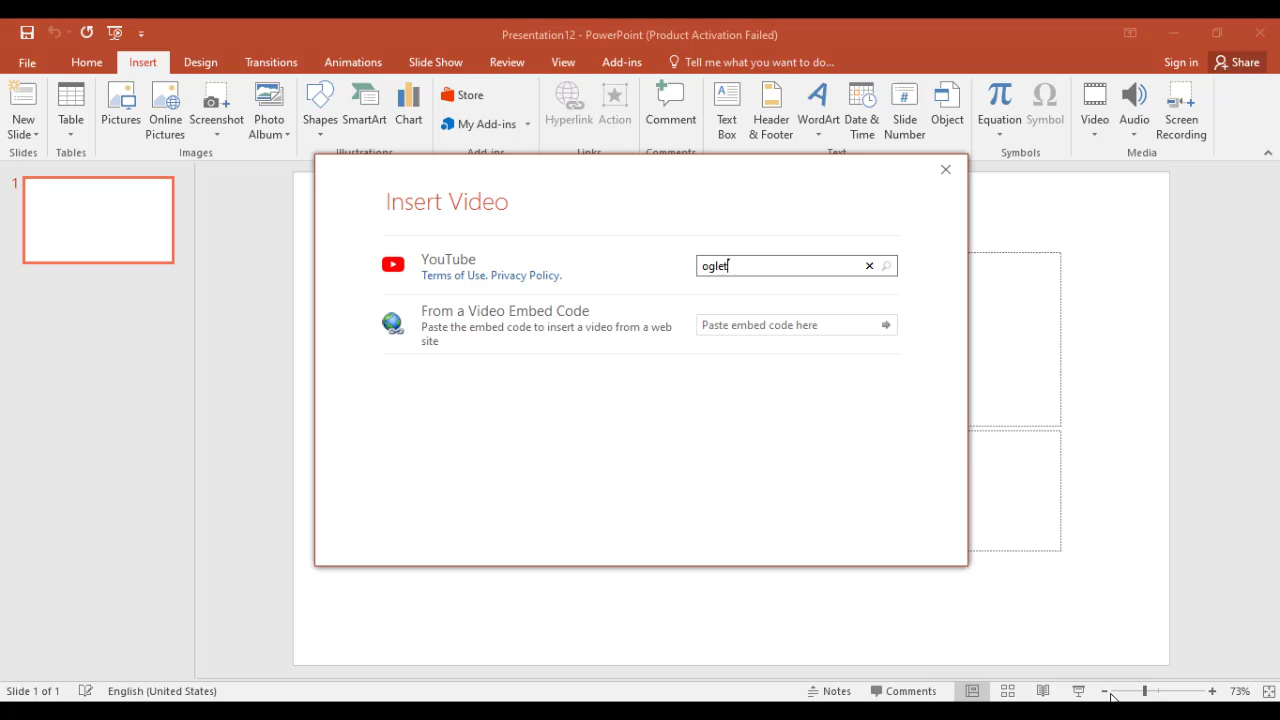 Presentation12 - PowerPoint (Product Activation Failed)
File Home Insert Design Transitions Animations Slide Show Review View Add-ins Tell me what you want to do... Sign in Share
New Slide
Table
Pictures
Online Pictures
Screenshot
Photo Album
Shapes
SmartArt
Chart
Store
My Add-ins
Hyperlink
Action
Comment
Text Box
Header & Footer
WordArt
Date & Time
Slide Number
Object
Equation
Symbol
Video
Audio
Screen Recording
Slides Tables Images Illustrations Add-ins Links Comments Text Symbols Media
1
Insert Video
YouTube
Terms of Use. Privacy Policy.
oglet
From a Video Embed Code
Paste the embed code to insert a video from a web
site
Paste embed code here
Slide 1 of 1 English (United States) Notes Comments 73%